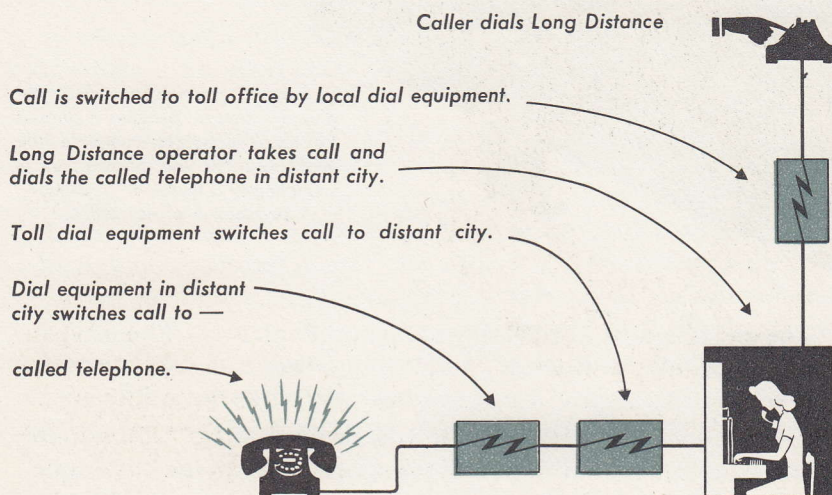 Caller dials Long Distance
Call is switched to toll office by local dial equipment.
Long Distance operator takes call and
dials the called telephone in distant city.
Toll dial equipment switches call to distant city.
Dial equipment in distant
city switches call to —
called telephone.